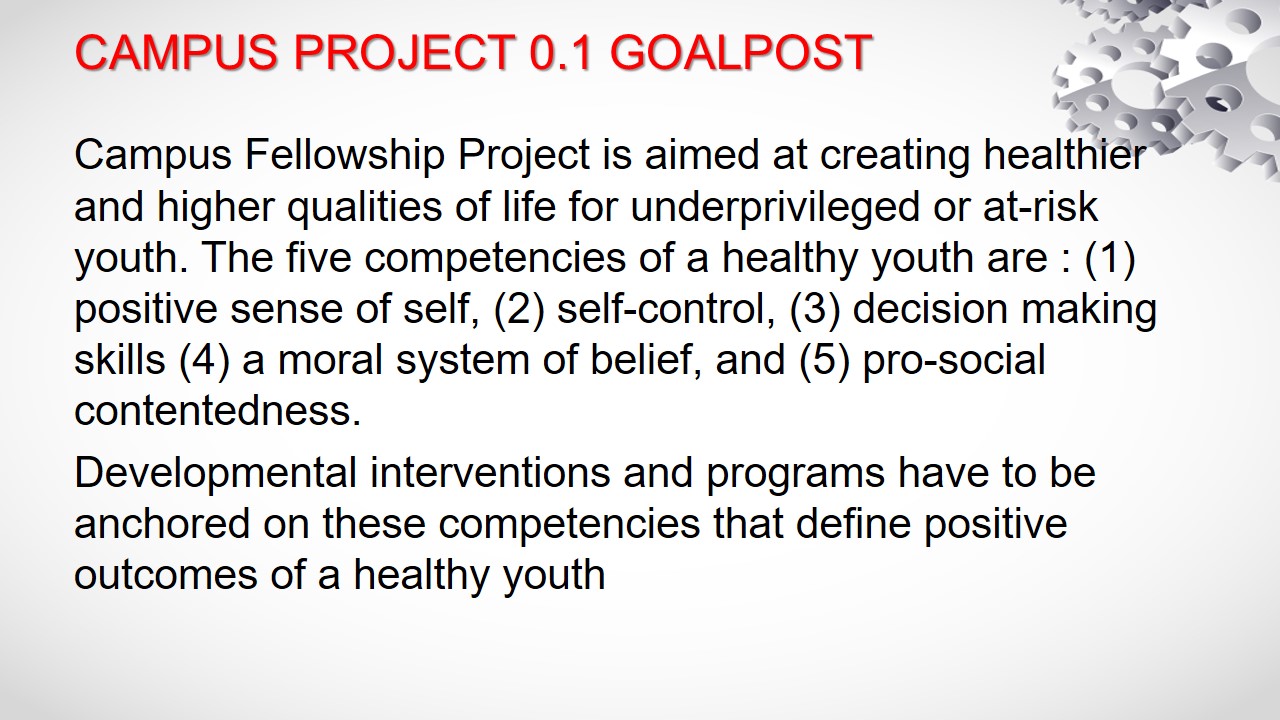 CAMPUS PROJECT 0.1 GOALPOST
Campus Fellowship Project is aimed at creating healthier
and higher qualities of life for underprivileged or at-risk
youth. The five competencies of a healthy youth are : (1)
positive sense of self, (2) self-control, (3) decision making
skills (4) a moral system of belief, and (5) pro-social
contentedness.
Developmental interventions and programs have to be
anchored on these competencies that define positive
outcomes of a healthy youth